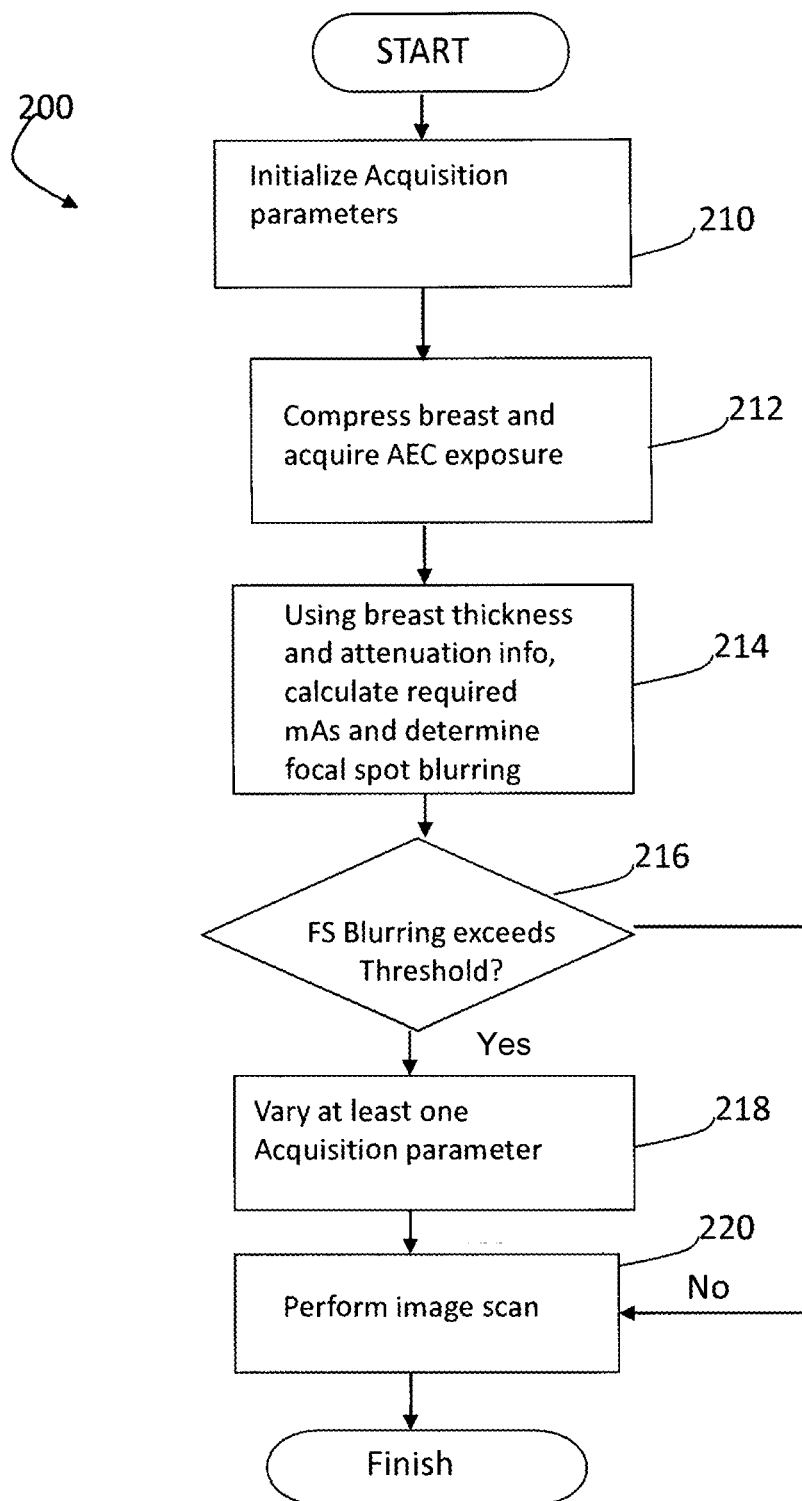 START
200
Initialize Acquisition
parameters
210
Compress breast and
acquire AEC exposure
212
Using breast thickness
and attenuation info,
calculate required
mAs and determine
focal spot blurring
214
216
FS Blurring exceeds
Threshold?
Yes
Vary at least one
Acquisition parameter
218
220
Perform image scan
No
Finish